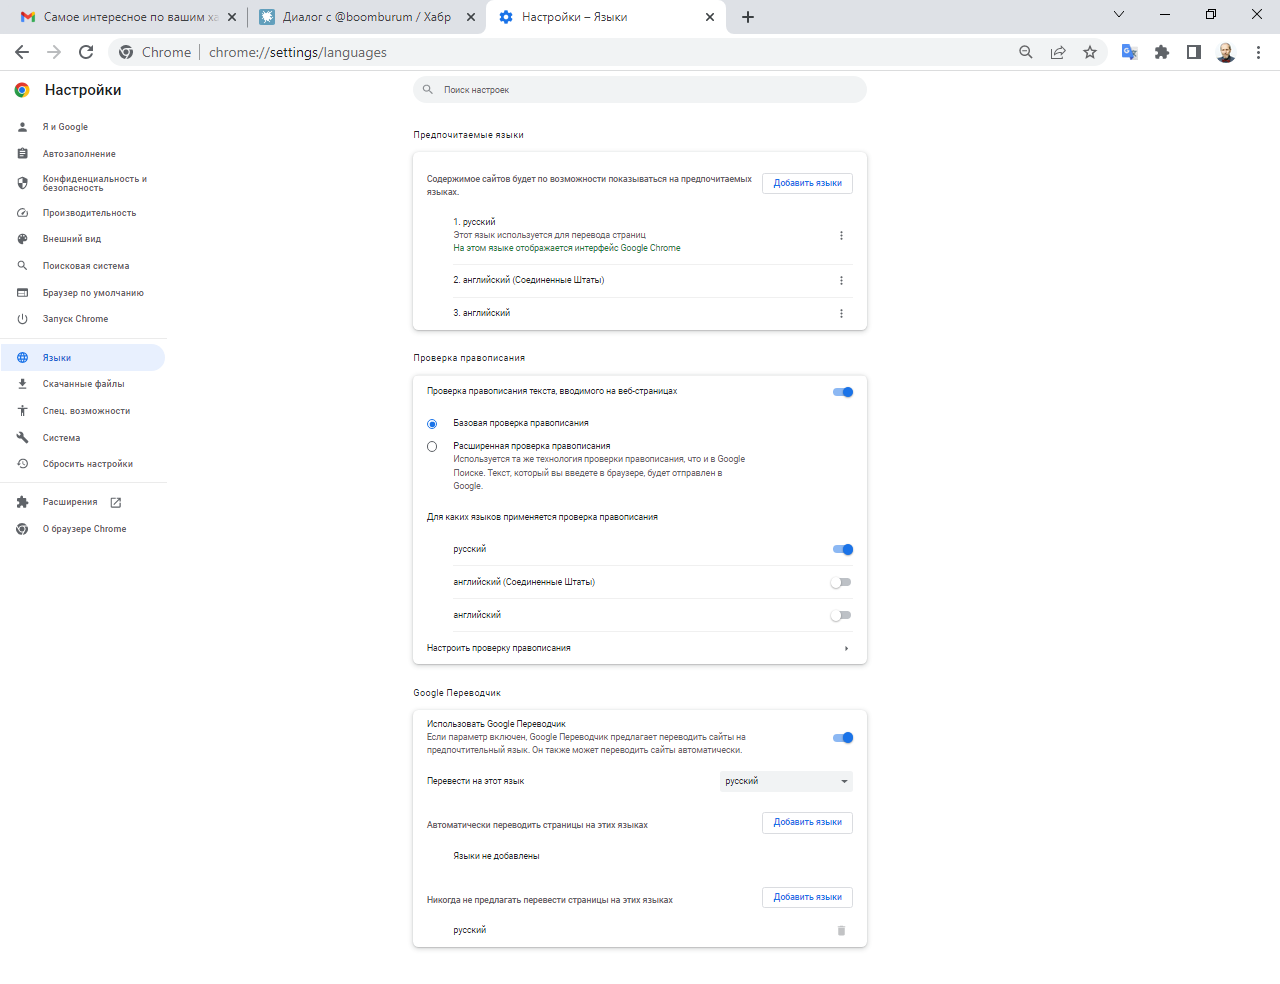 Самое интересное по вашим ха
Диалог с @boomburum / Хабр
Настройки – Языки
Chrome
chrome://settings/languages
Настройки
Поиск настроек
Я и Google
Автозаполнение
Конфиденциальность и
безопасность
Производительность
Внешний вид
Поисковая система
Браузер по умолчанию
Запуск Chrome
Языки
Скачанные файлы
Спец. возможности
Система
Сбросить настройки
Расширения
О браузере Chrome
Предпочитаемые языки
Содержимое сайтов будет по возможности показываться на предпочитаемых
языках.
Добавить языки
1. русский
Этот язык используется для перевода страниц
На этом языке отображается интерфейс Google Chrome
2. английский (Соединенные Штаты)
3. английский
Проверка правописания
Проверка правописания текста, вводимого на веб-страницах
Базовая проверка правописания
Расширенная проверка правописания
Используется та же технология проверки правописания, что и в Google
Поиске. Текст, который вы введете в браузере, будет отправлен в
Google.
Для каких языков применяется проверка правописания
русский
английский (Соединенные Штаты)
английский
Настроить проверку правописания
Google Переводчик
Использовать Google Переводчик
Если параметр включен, Google Переводчик предлагает переводить сайты на
предпочтительный язык. Он также может переводить сайты автоматически.
Перевести на этот язык
русский
Автоматически переводить страницы на этих языках
Добавить языки
Языки не добавлены
Никогда не предлагать перевести страницы на этих языках
Добавить языки
русский